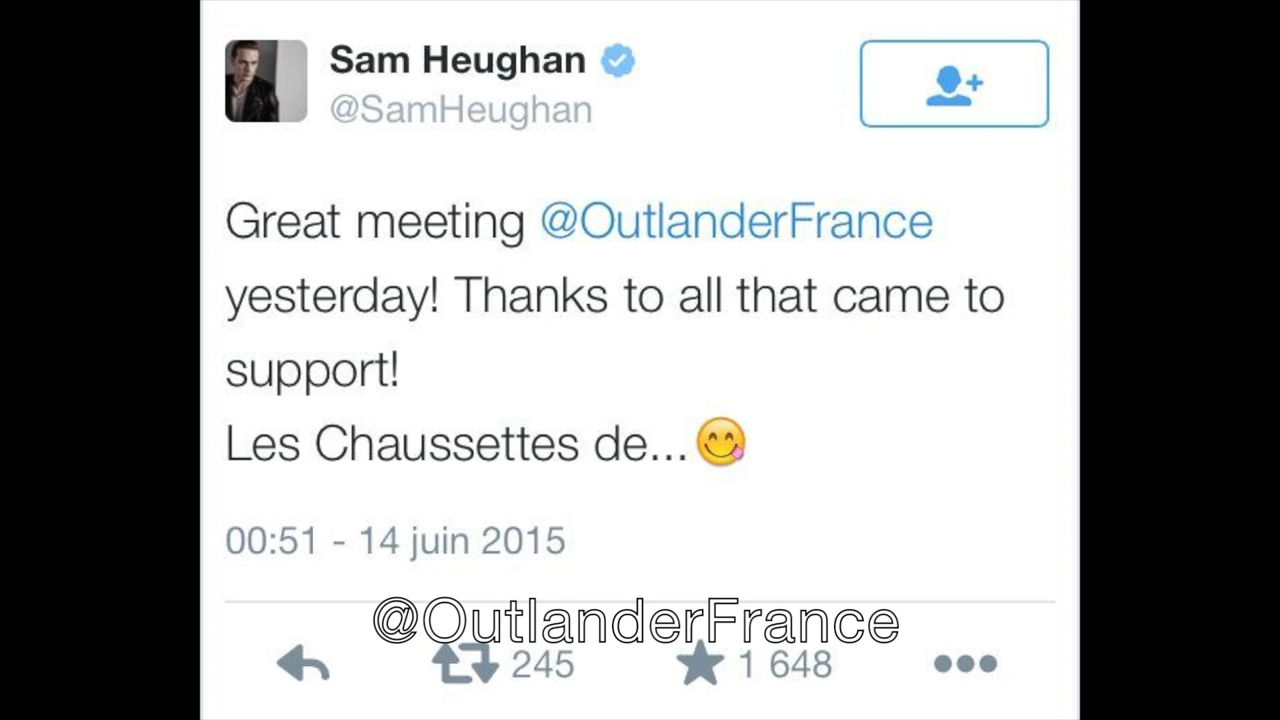 Sam Heughan
@SamHeughan
Great meeting @OutlanderFrance
yesterday! Thanks to all that came to
support!
Les Chaussettes de...😋
00:51 - 14 juin 2015
@OutlanderFrance
245 1 648